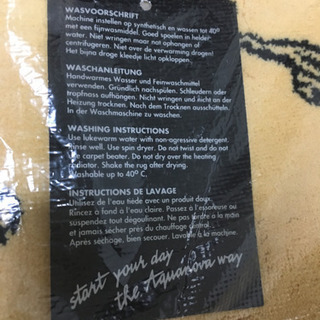 WASVOORSCHRIFT
Machine instellen op synthetisch en wassen tot 40º
met een fijnwasmiddel. Goed spoelen in helder
water. Niet wringen maar nat ophangen of
centrifugeren. Niet over de verwarming drogen!
Het bijna droge kleedje licht opkloppen.
WASCHANLEITUNG
Handwarmes Wasser und Feinwaschmittel
verwenden. Gründlich nachspülen. Schleudern oder
tropfnass aufhängen. Nicht wringen und nicht an der
Heizung trocknen. Nach dem Trocknen ausschütteln.
In der Waschmaschine zu waschen.
WASHING INSTRUCTIONS
Use lukewarm water with non-agressive detergent.
Rinse well. Use spin dryer. Do not twist and do not
use carpet beater. Do not dry over the heating
radiator. Shake the rug after drying.
Washable up to 40º C.
INSTRUCTIONS DE LAVAGE
Utilisez de l'eau tiède avec un produit doux.
Rincez à fond à l'eau claire. Passez à l'essoreuse ou
suspendez tout dégoulinant. Ne pas tordre à la main
et jamais sécher près du chauffage central.
Après séchage, bien secouer. Lavable à la machine.
start your day
the Aquanova way